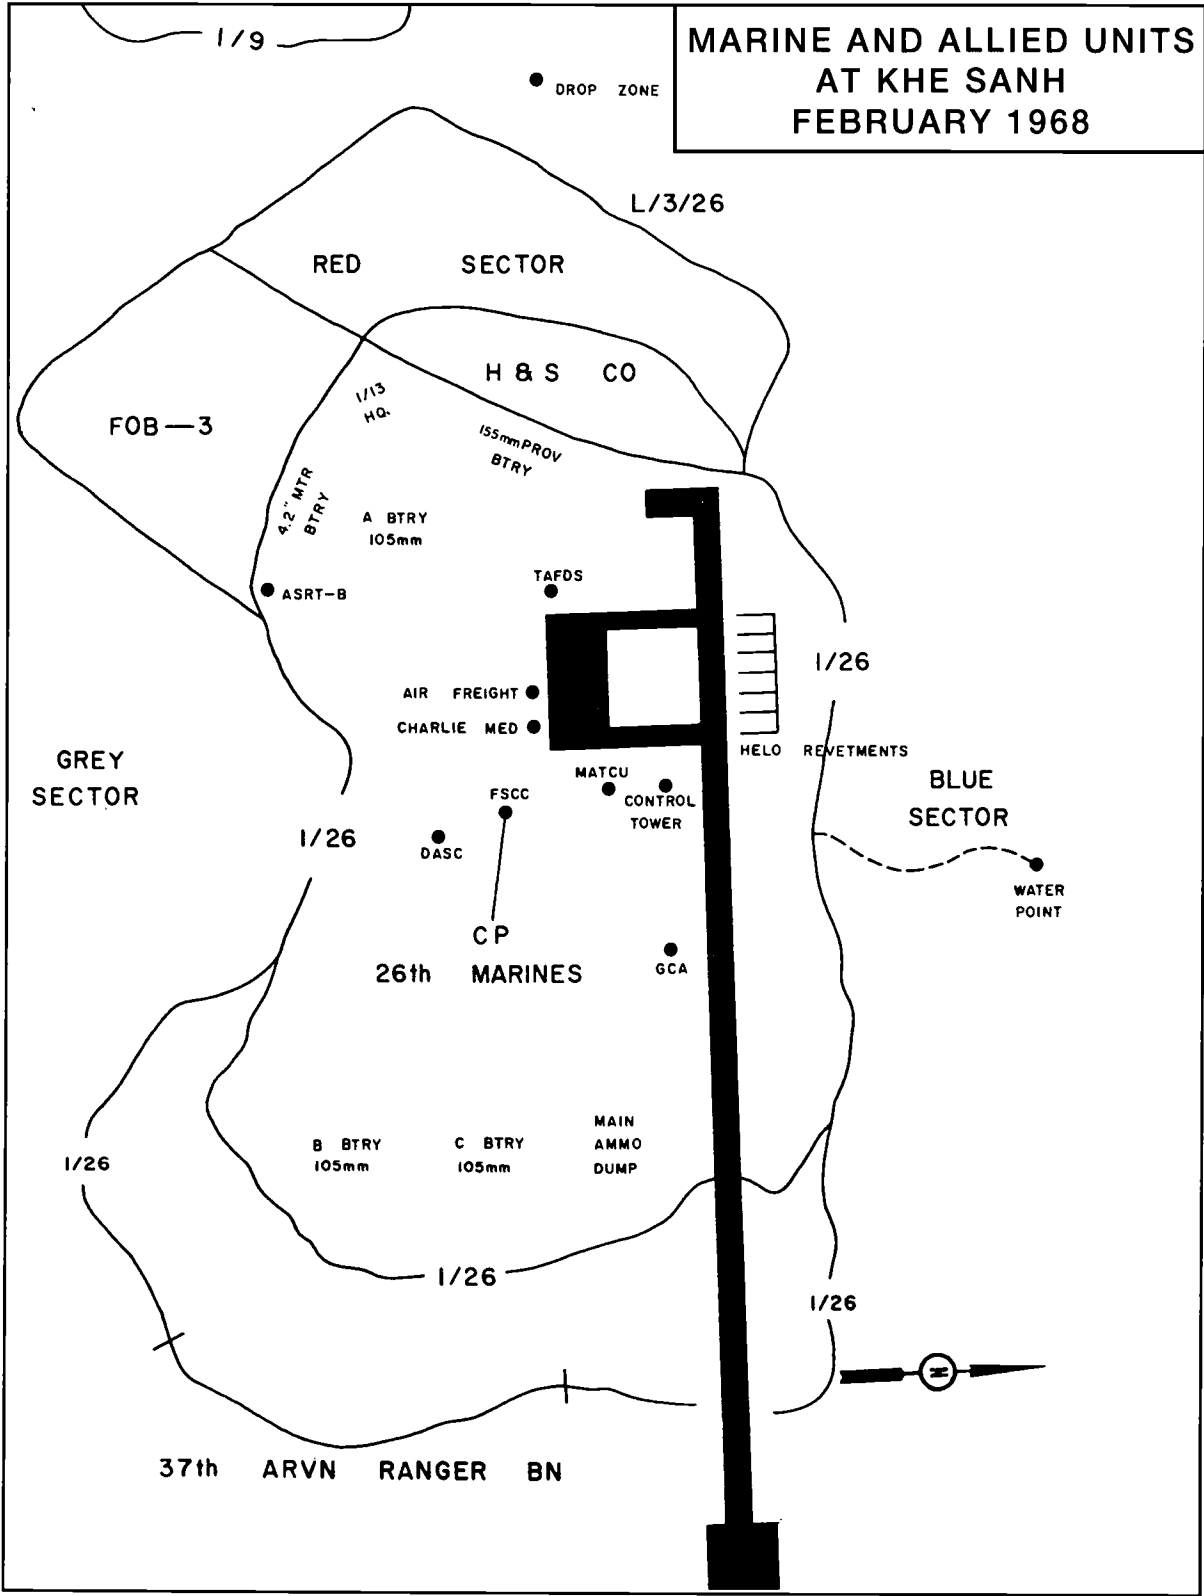 MARINE AND ALLIED UNITS
AT KHE SANH
FEBRUARY 1968
1/9
DROP ZONE
L/3/26
RED SECTOR
H & S CO
1/13
HQ.
FOB—3
155mm PROV
BTRY
4.2" MTR
BTRY
A BTRY
105mm
TAFDS
ASRT-B
1/26
AIR FREIGHT
CHARLIE MED
HELO REVETMENTS
GREY
SECTOR
MATCU
BLUE
SECTOR
FSCC
CONTROL
TOWER
1/26
DASC
WATER
POINT
CP
26th MARINES
GCA
MAIN
AMMO
DUMP
B BTRY
105mm
C BTRY
105mm
1/26
1/26
1/26
N
37th ARVN RANGER BN